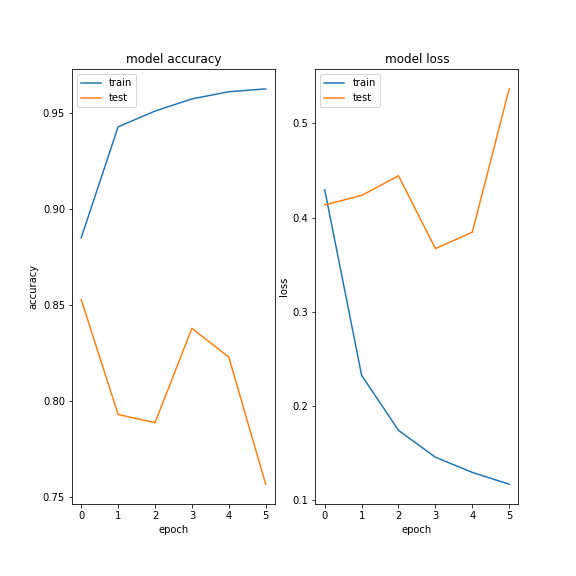 model accuracy
train
test
0.95
0.90
0.85
0.80
0.75
accuracy
0 1 2 3 4 5
epoch
model loss
train
test
0.5
0.4
0.3
0.2
0.1
loss
0 1 2 3 4 5
epoch